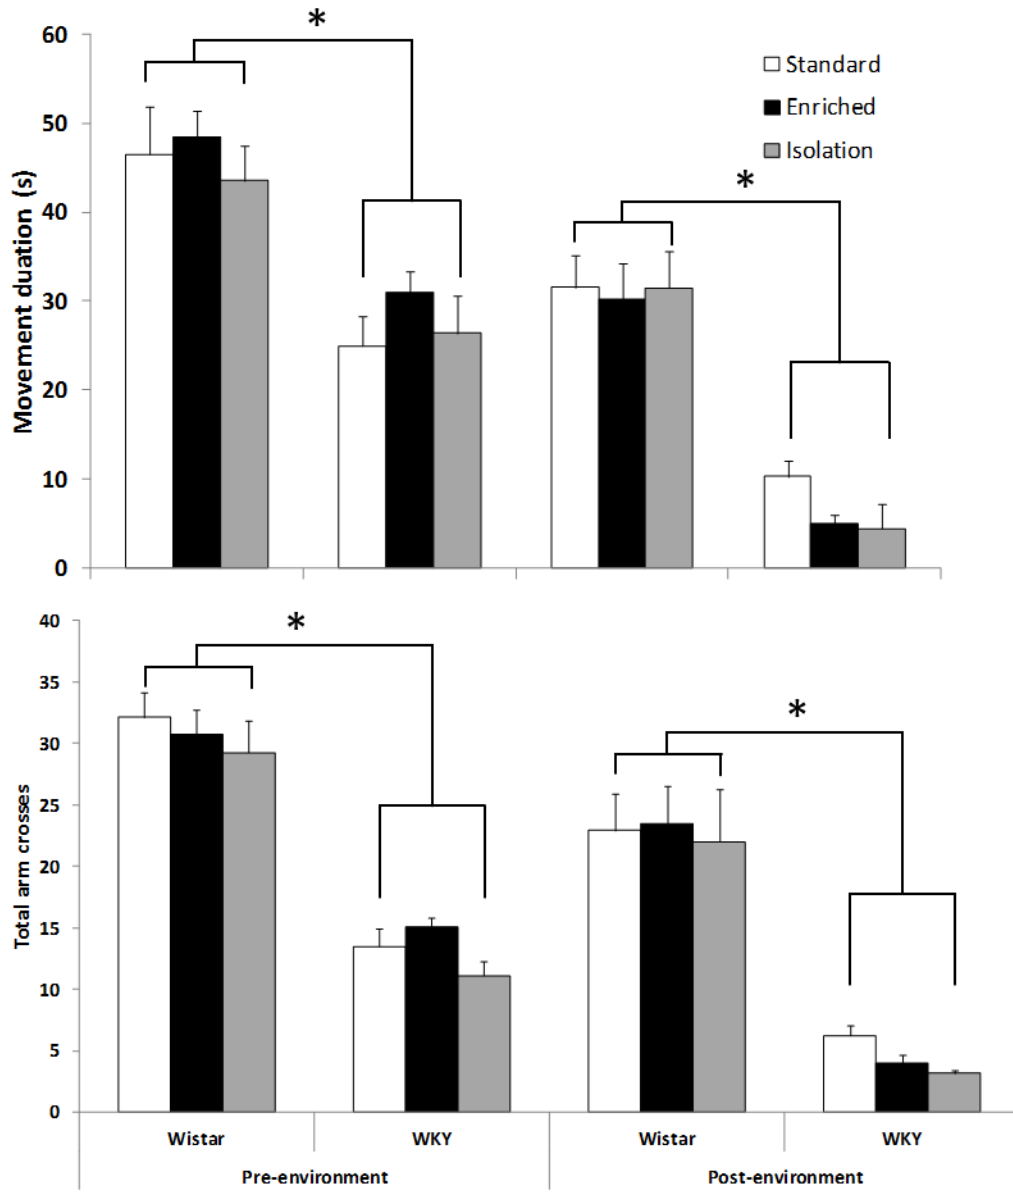 *
60
Standard
Enriched
50
Isolation
*
40
Movement duation (s)
30
20
10
0
40
*
35
*
30
25
Total arm crosses
20
15
10
5
0
Wistar WKY Wistar WKY
Pre-environment Post-environment